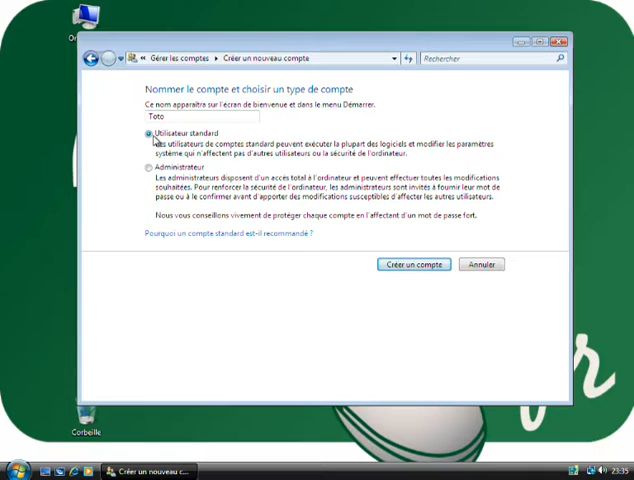 Gérer les comptes
Créer un nouveau compte
Rechercher
Nommer le compte et choisir un type de compte
Ce nom apparaîtra sur l'écran de bienvenue et dans le menu Démarrer.
Toto
Utilisateur standard
Les utilisateurs de comptes standard peuvent exécuter la plupart des logiciels et modifier les paramètres
système qui n'affectent pas d'autres utilisateurs ou la sécurité de l'ordinateur.
Administrateur
Les administrateurs disposent d'un accès total à l'ordinateur et peuvent effectuer toutes les modifications
souhaitées. Pour renforcer la sécurité de l'ordinateur, les administrateurs sont invités à fournir leur mot de
passe ou à le confirmer avant d'apporter des modifications susceptibles d'affecter les autres utilisateurs.
Nous vous conseillons vivement de protéger chaque compte en l'affectant d'un mot de passe fort.
Pourquoi un compte standard est-il recommandé ?
Créer un compte
Annuler
Corbeille
Créer un nouveau c...
23:35